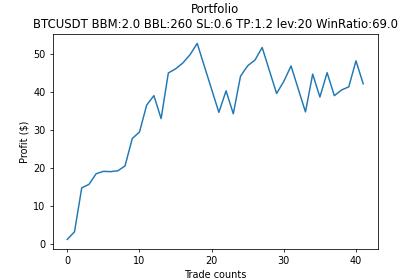 Portfolio
BTCUSDT BBM:2.0 BBL:260 SL:0.6 TP:1.2 lev:20 WinRatio:69.0
Profit ($)
50
40
30
20
10
0
0 10 20 30 40
Trade counts